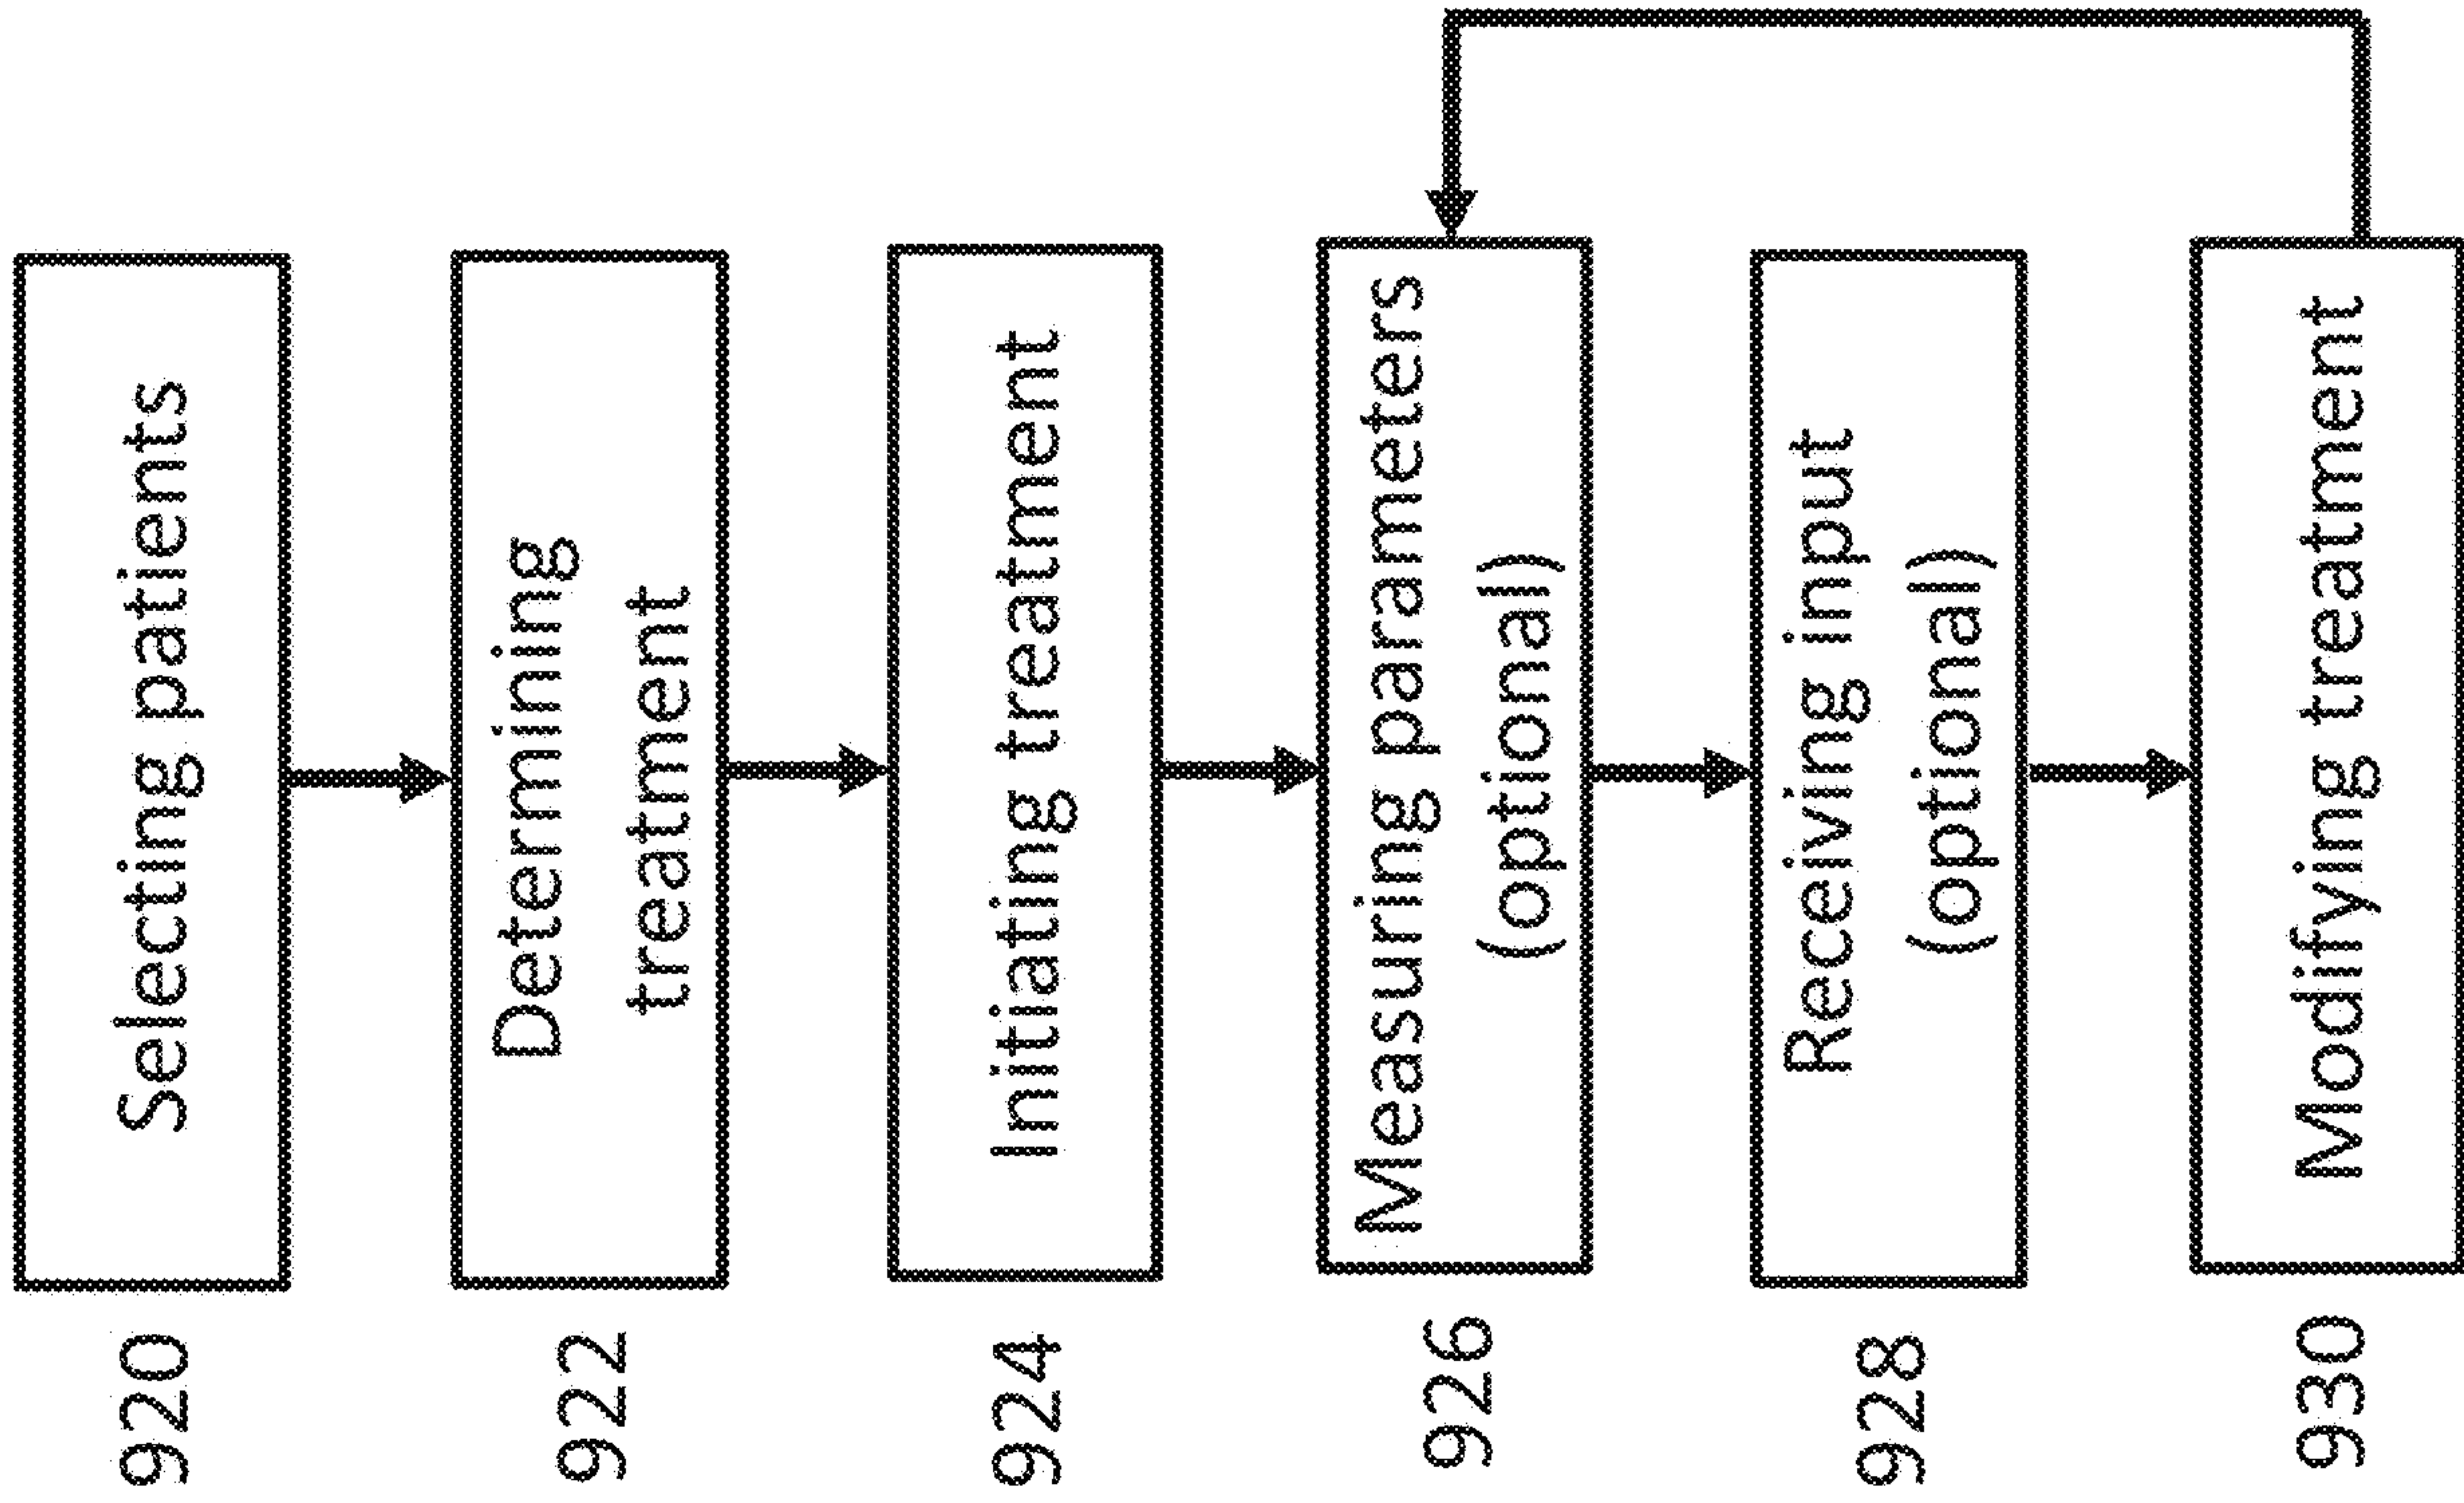 920
Selecting patients
922
Determining
treatment
924
Initiating treatment
926
Measuring parameters
(optional)
928
Receiving input
(optional)
930
Modifying treatment